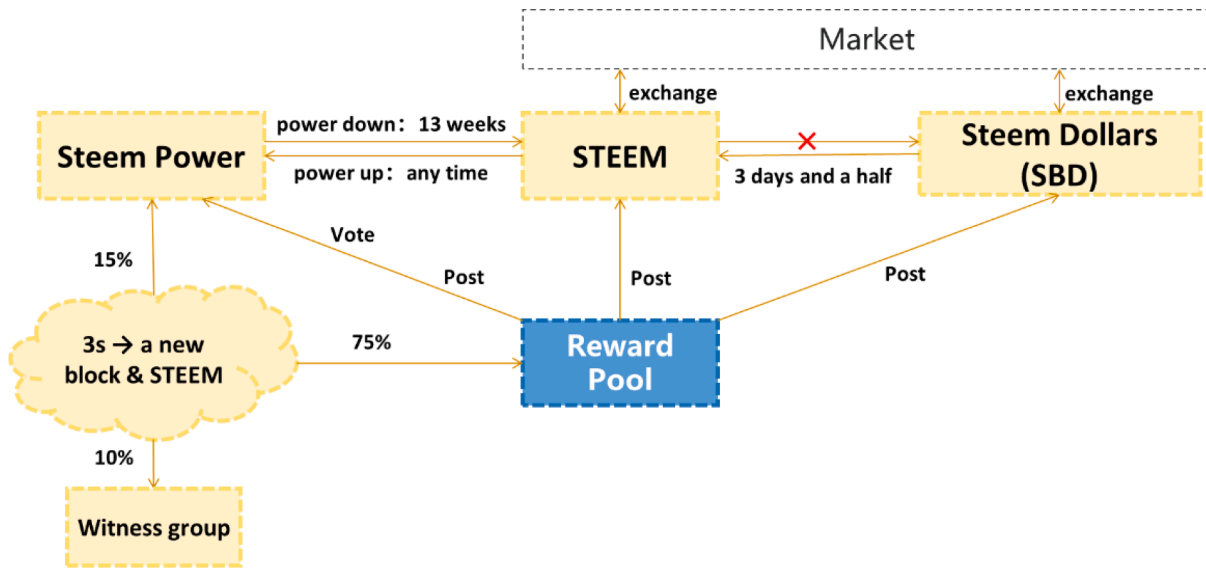 Market
exchange
exchange
power down：13 weeks
Steem Power
STEEM
Steem Dollars
(SBD)
power up：any time
3 days and a half
Vote
15%
Post
Post
Post
3s → a new
block & STEEM
75%
Reward
Pool
10%
Witness group